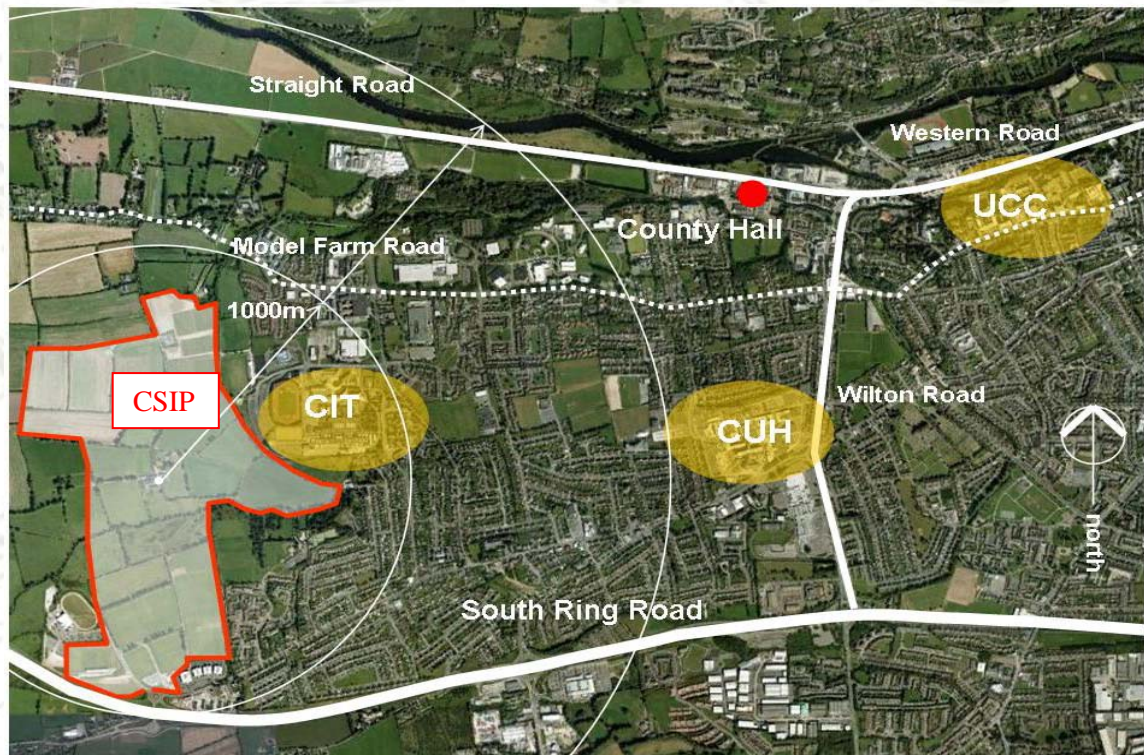 Straight Road
Western Road
UCC
County Hall
Model Farm Road
1000m
CSIP
CIT
CUH
Wilton Road
north
South Ring Road